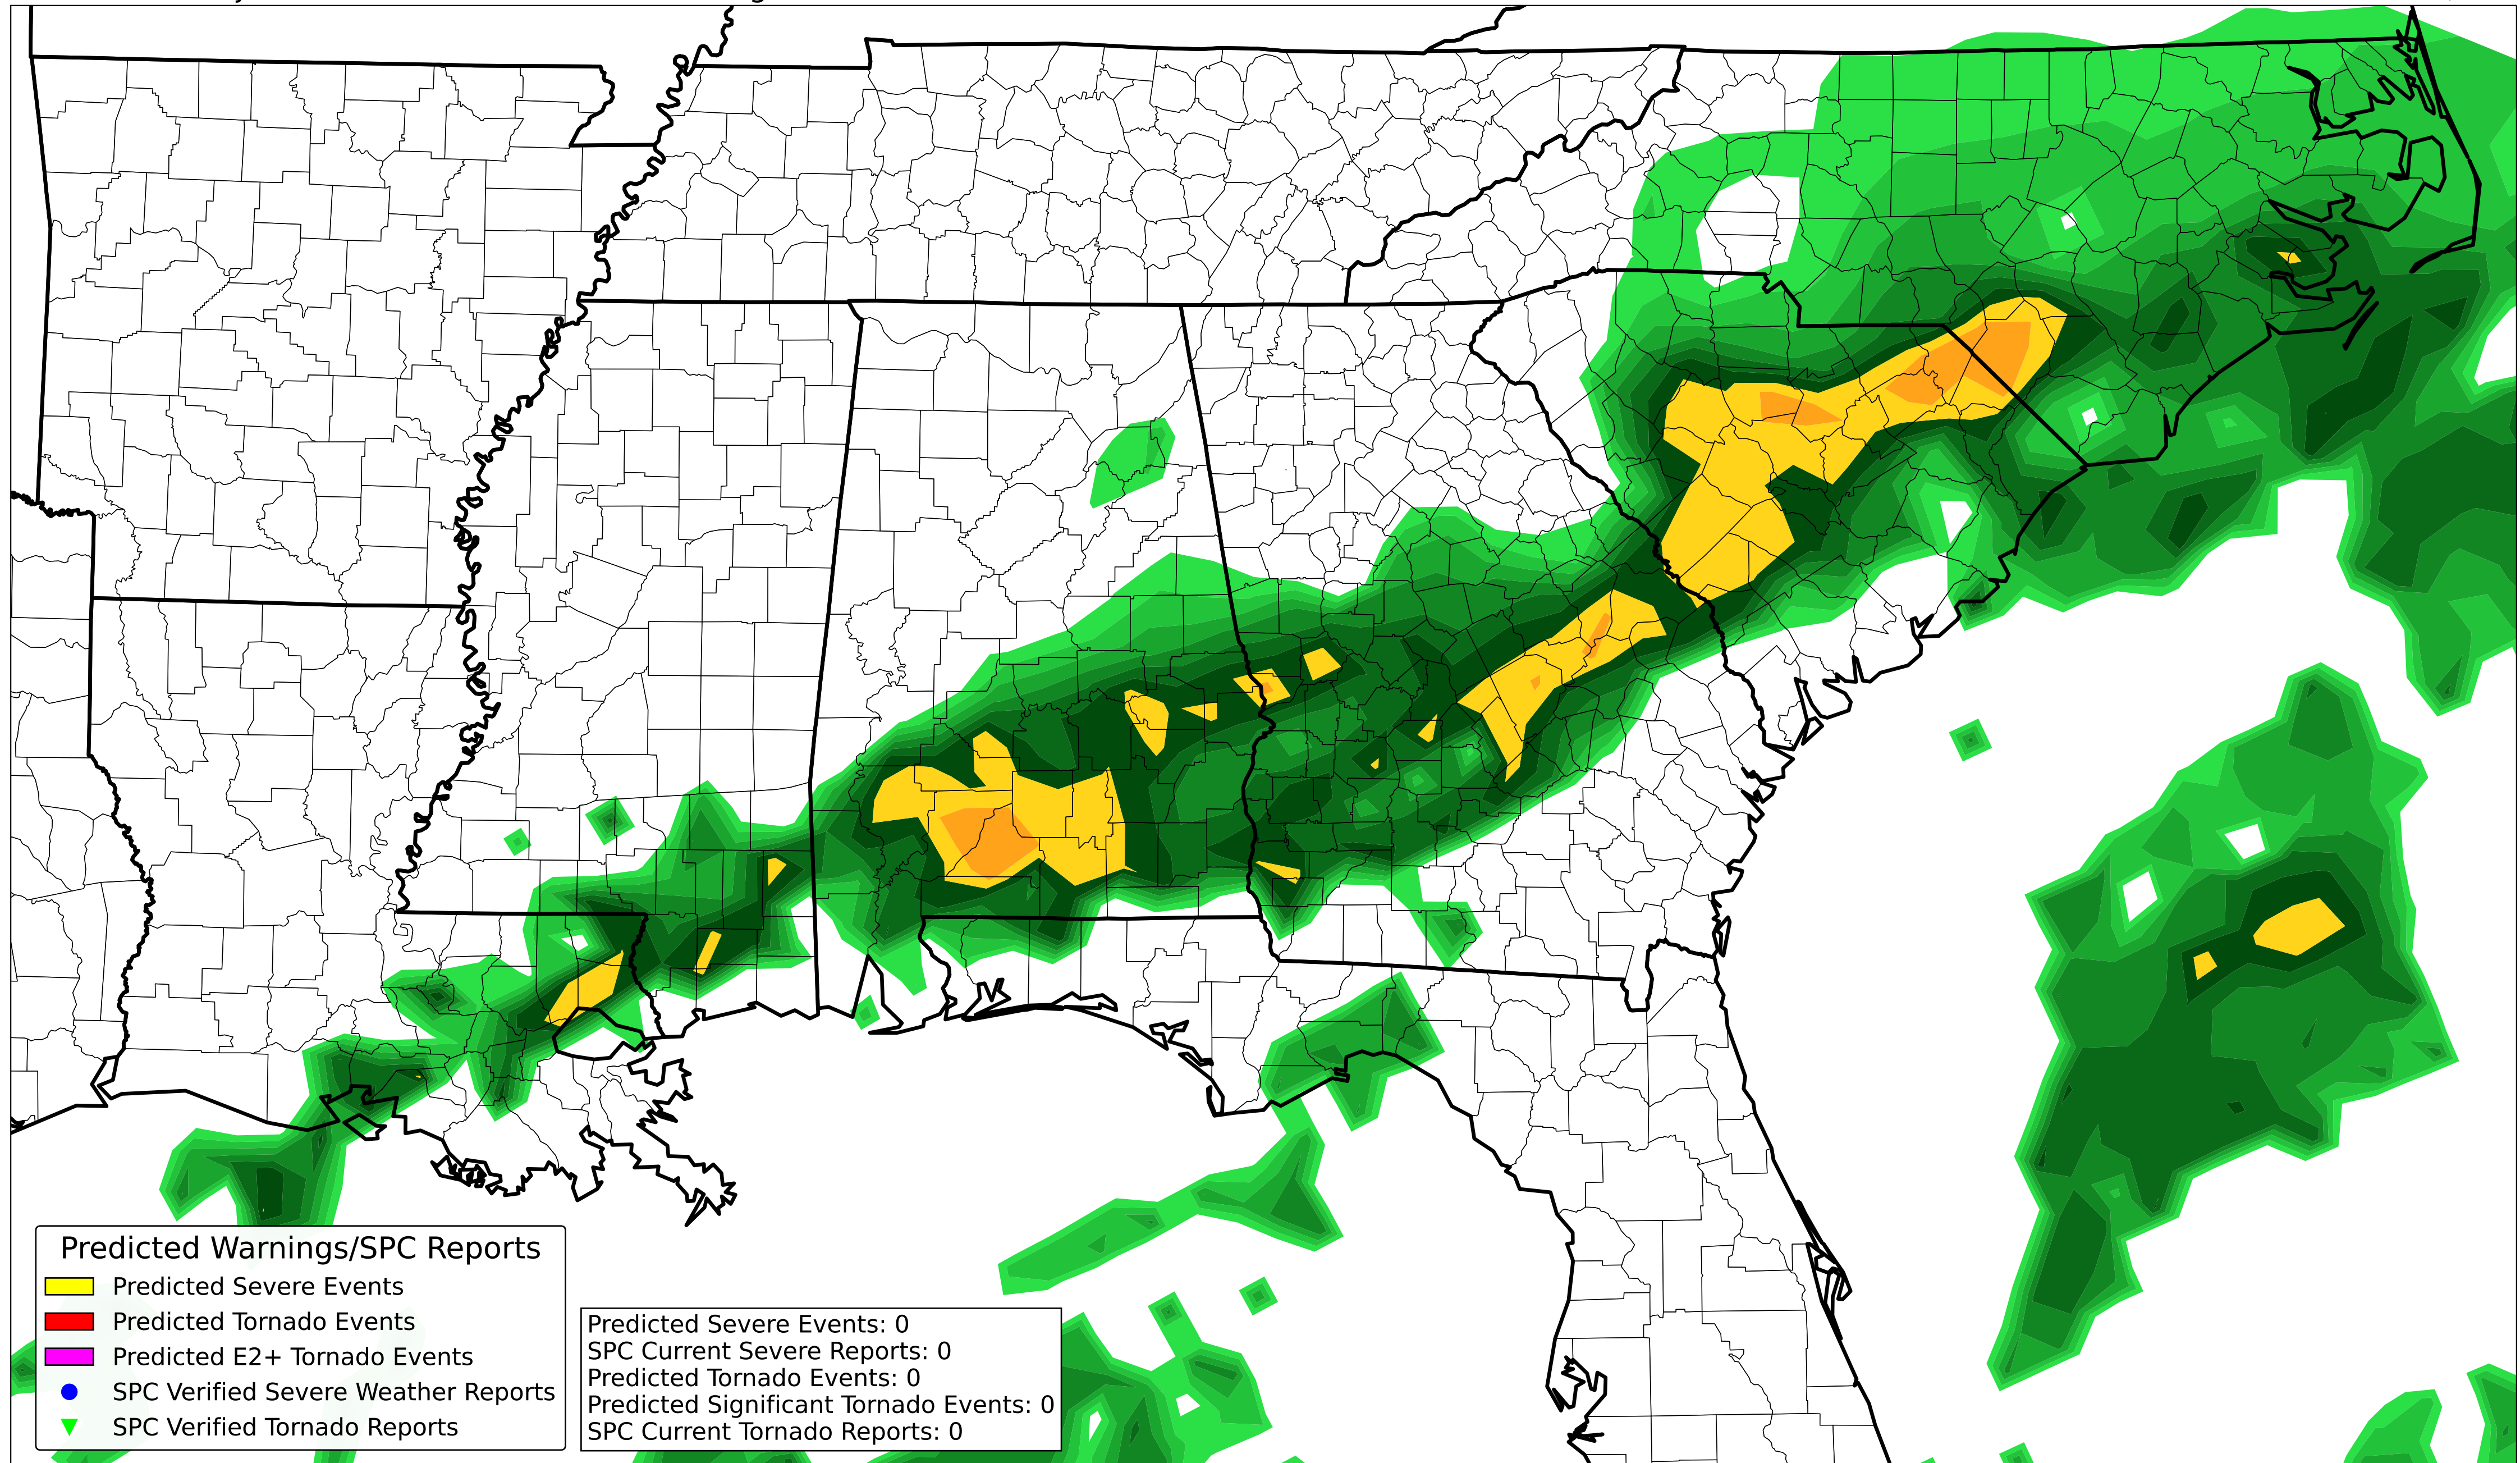 Predicted Warnings/SPC Reports
Predicted Severe Events
Predicted Tornado Events
Predicted E2+ Tornado Events
SPC Verified Severe Weather Reports
SPC Verified Tornado Reports
Predicted Severe Events: 0
SPC Current Severe Reports: 0
Predicted Tornado Events: 0
Predicted Significant Tornado Events: 0
SPC Current Tornado Reports: 0